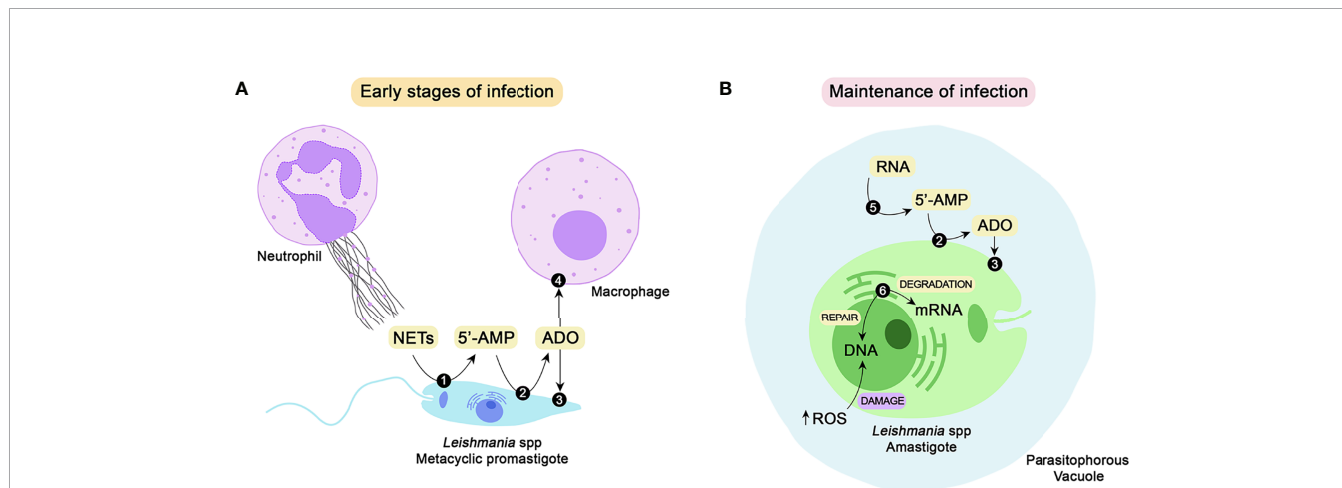 A
Early stages of infection
Neutrophil
Macrophage
4
NETs
5'-AMP
ADO
1
2
3
Leishmania spp
Metacyclic promastigote
B
Maintenance of infection
RNA
5
5'-AMP
2
ADO
3
6
DEGRADATION
mRNA
REPAIR
DNA
DAMAGE
↑ROS
Leishmania spp
Amastigote
Parasitophorous
Vacuole